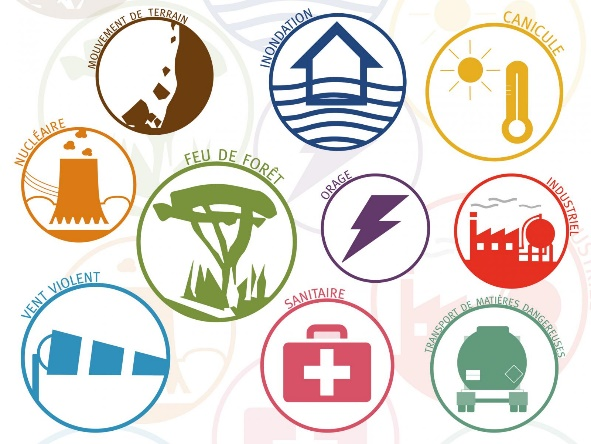 MOUVEMENT DE TERRAIN
INONDATION
CANICULE
NUCLÉAIRE
FEU DE FORÊT
ORAGE
INDUSTRIEL
VENT VIOLENT
SANITAIRE
TRANSPORT DE MATIÈRES DANGEREUSES